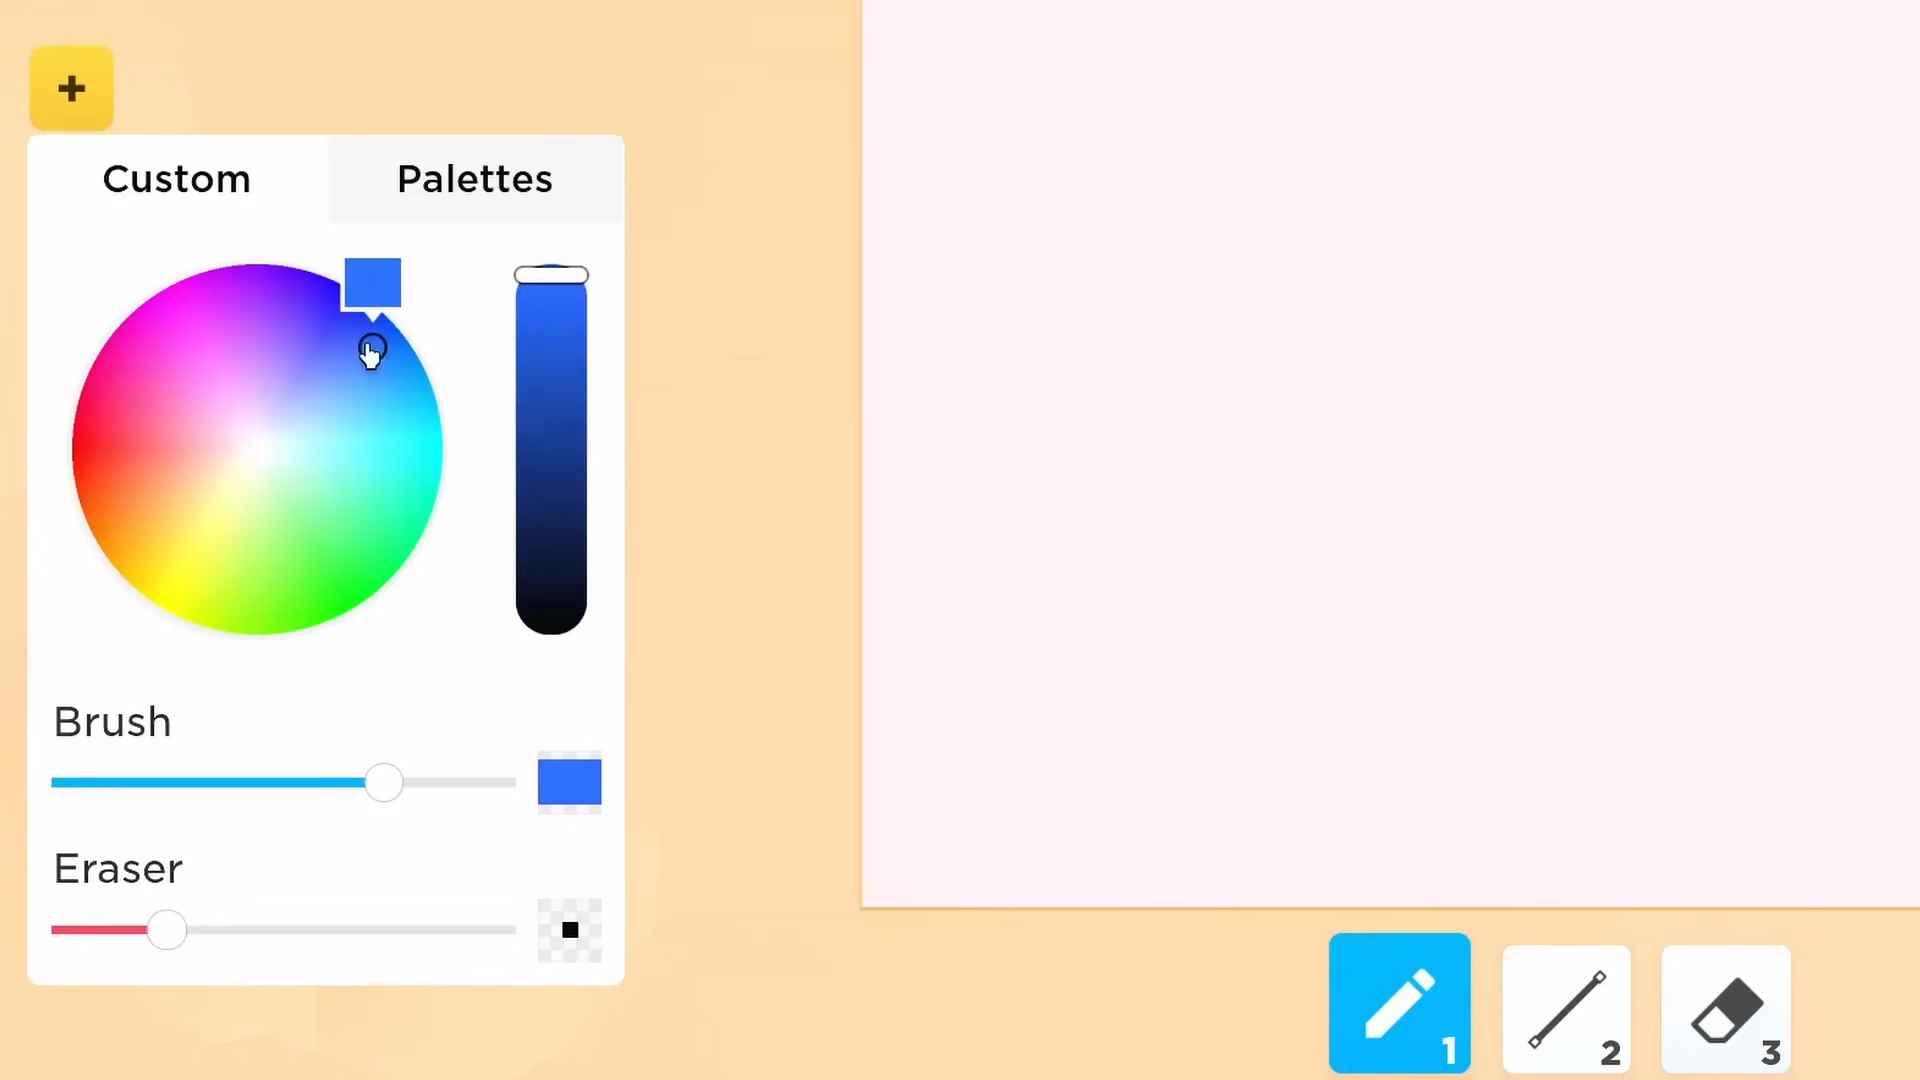 +
Custom
Palettes
Brush
Eraser
1
2
3